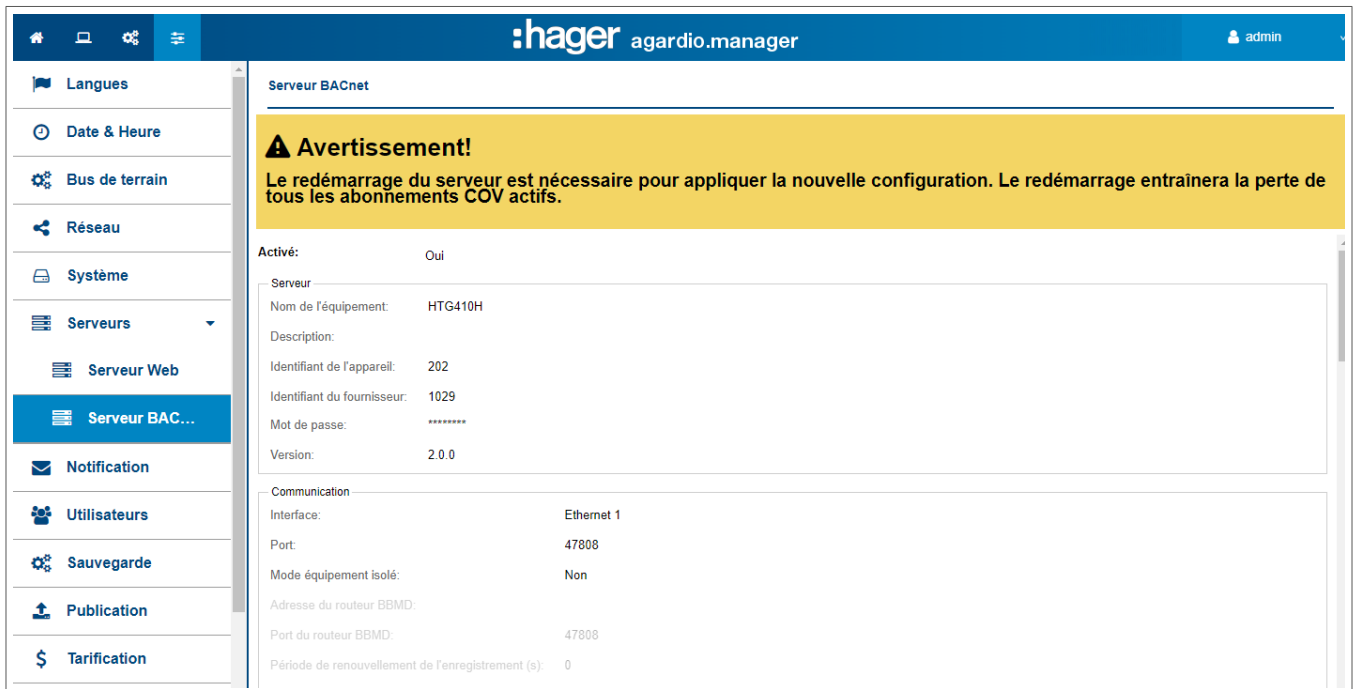 :hager agardio.manager
admin
Langues
Date & Heure
Bus de terrain
Réseau
Système
Serveurs
Serveur Web
Serveur BAC...
Notification
Utilisateurs
Sauvegarde
Publication
Tarification
Serveur BACnet
Avertissement!
Le redémarrage du serveur est nécessaire pour appliquer la nouvelle configuration. Le redémarrage entraînera la perte de
tous les abonnements COV actifs.
Activé: Oui
Serveur
Nom de l'équipement: HTG410H
Description:
Identifiant de l'appareil: 202
Identifiant du fournisseur: 1029
Mot de passe: ********
Version: 2.0.0
Communication
Interface: Ethernet 1
Port: 47808
Mode équipement isolé: Non
Adresse du routeur BBMD:
Port du routeur BBMD: 47808
Période de renouvellement de l'enregistrement (s): 0